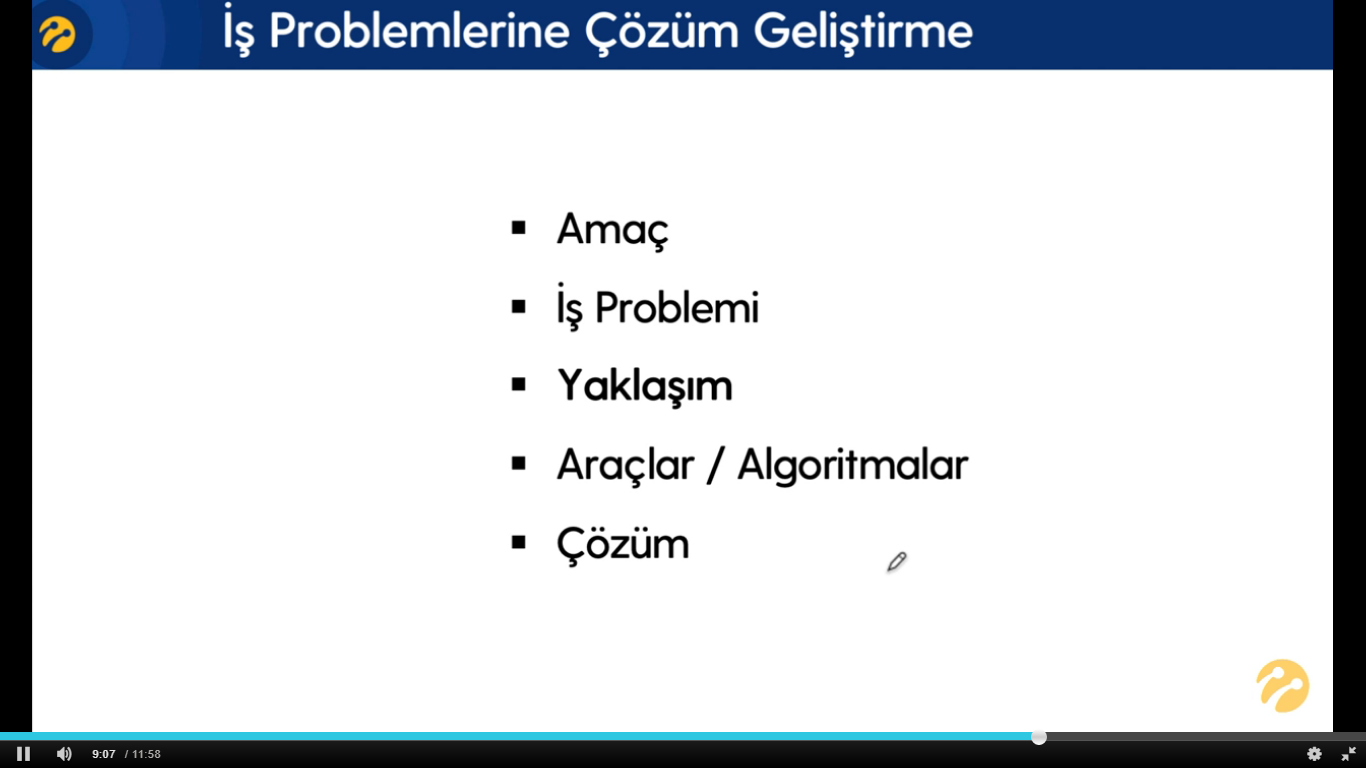 İş Problemlerine Çözüm Geliştirme
▪ Amaç
▪ İş Problemi
▪ Yaklaşım
▪ Araçlar / Algoritmalar
▪ Çözüm
9:07 / 11:58